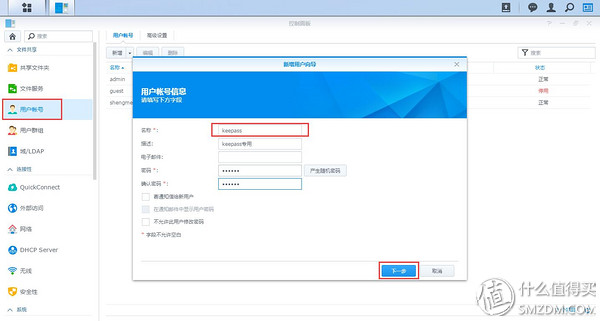 控制面板
搜索
文件共享
共享文件夹
文件服务
用户帐号
用户群组
域/LDAP
连接性
QuickConnect
外部访问
网络
DHCP Server
无线
安全性
系统
用户帐号 高级设置
新增 编辑 删除 搜索
名称 状态
admin 正常
guest 停用
shengme 正常
新增用户向导
用户帐号信息
请填写下方字段
名称 *: keepass
描述: keepass专用
电子邮件:
密码 *: •••••• 产生随机密码
确认密码 *: ••••••
寄通知信给新用户
在通知邮件中显示用户密码
不允许此用户修改密码
* 字段不允许空白
下一步 取消
值 什么值得买
SMZDM.COM